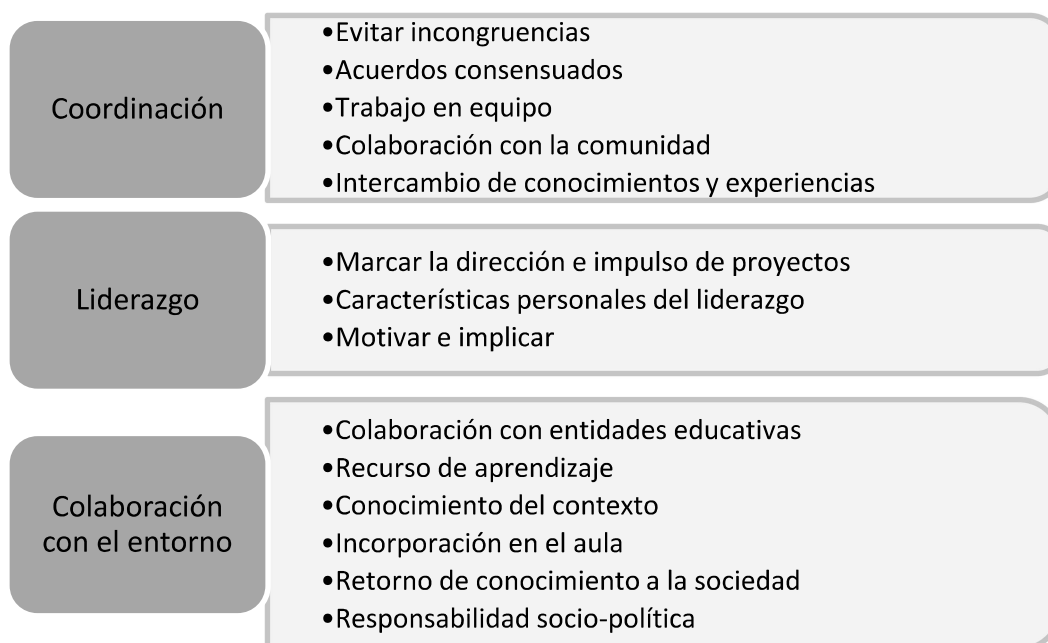 Coordinación
•Evitar incongruencias
•Acuerdos consensuados
•Trabajo en equipo
•Colaboración con la comunidad
•Intercambio de conocimientos y experiencias
Liderazgo
•Marcar la dirección e impulso de proyectos
•Características personales del liderazgo
•Motivar e implicar
Colaboración
con el entorno
•Colaboración con entidades educativas
•Recurso de aprendizaje
•Conocimiento del contexto
•Incorporación en el aula
•Retorno de conocimiento a la sociedad
•Responsabilidad socio-política